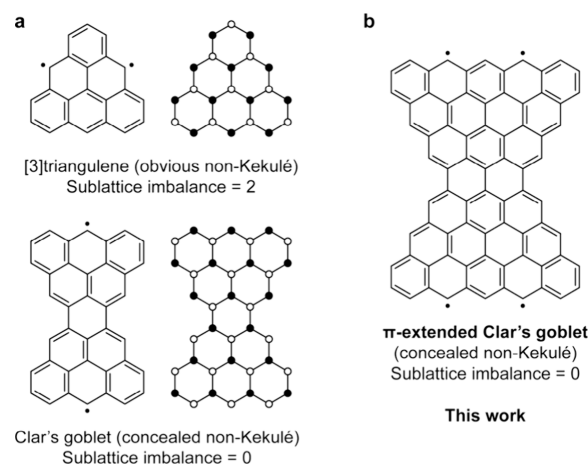 a
[3]triangulene (obvious non-Kekulé)
Sublattice imbalance = 2
Clar's goblet (concealed non-Kekulé)
Sublattice imbalance = 0
b
π-extended Clar's goblet
(concealed non-Kekulé)
Sublattice imbalance = 0
This work